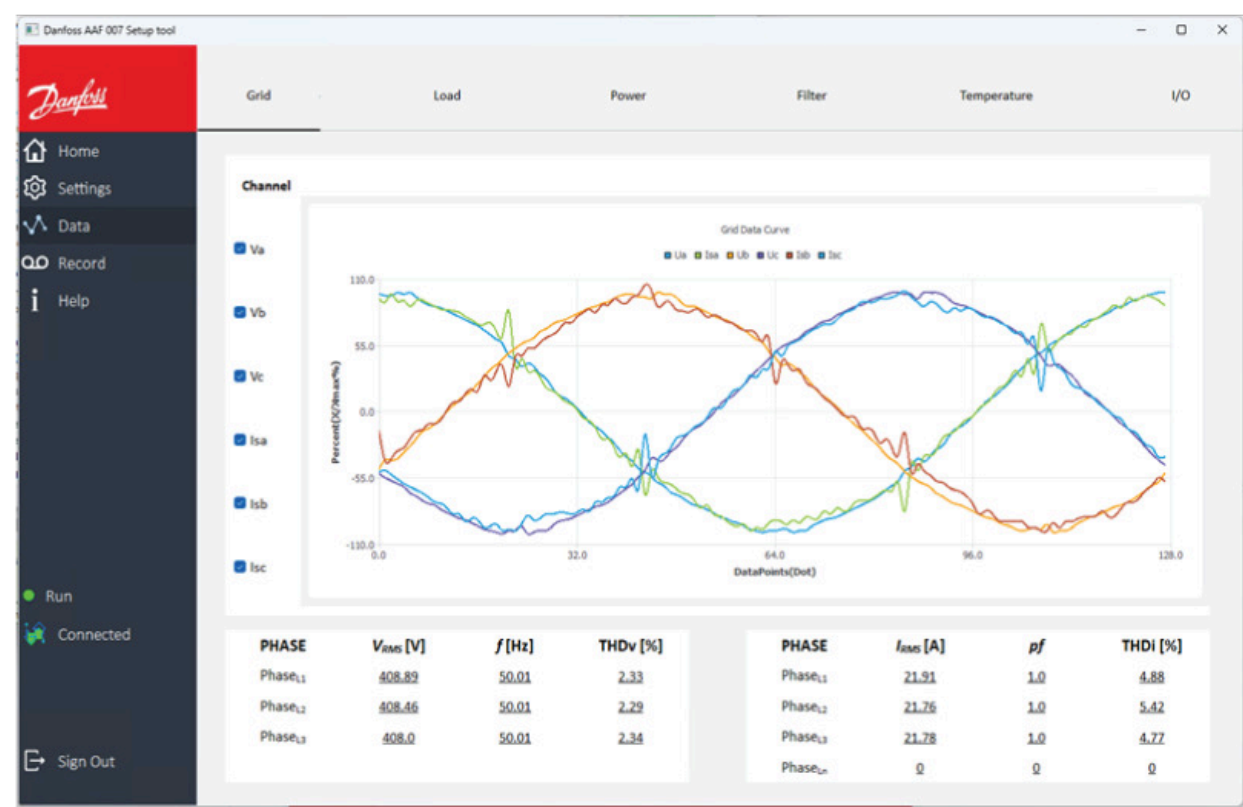 Danfoss AAF 007 Setup tool
Danfoss
Grid Load Power Filter Temperature I/O
Home
Settings
Data
Record
Help
Run
Connected
Sign Out
Channel
Va
Vb
Vc
Isa
Isb
Isc
Grid Data Curve
Ua Isa Ub Uc Isb Isc
Percent(X/Xmax%)
110.0
55.0
0.0
-55.0
-110.0
0.0 32.0 64.0 96.0 128.0
DataPoints(Dot)
PHASE VRMS [V] f [Hz] THDv [%]
PhaseL1 408.89 50.01 2.33
PhaseL2 408.46 50.01 2.29
PhaseL3 408.0 50.01 2.34
PHASE IRMS [A] pf THDi [%]
PhaseL1 21.91 1.0 4.88
PhaseL2 21.76 1.0 5.42
PhaseL3 21.78 1.0 4.77
PhaseLn 0 0 0